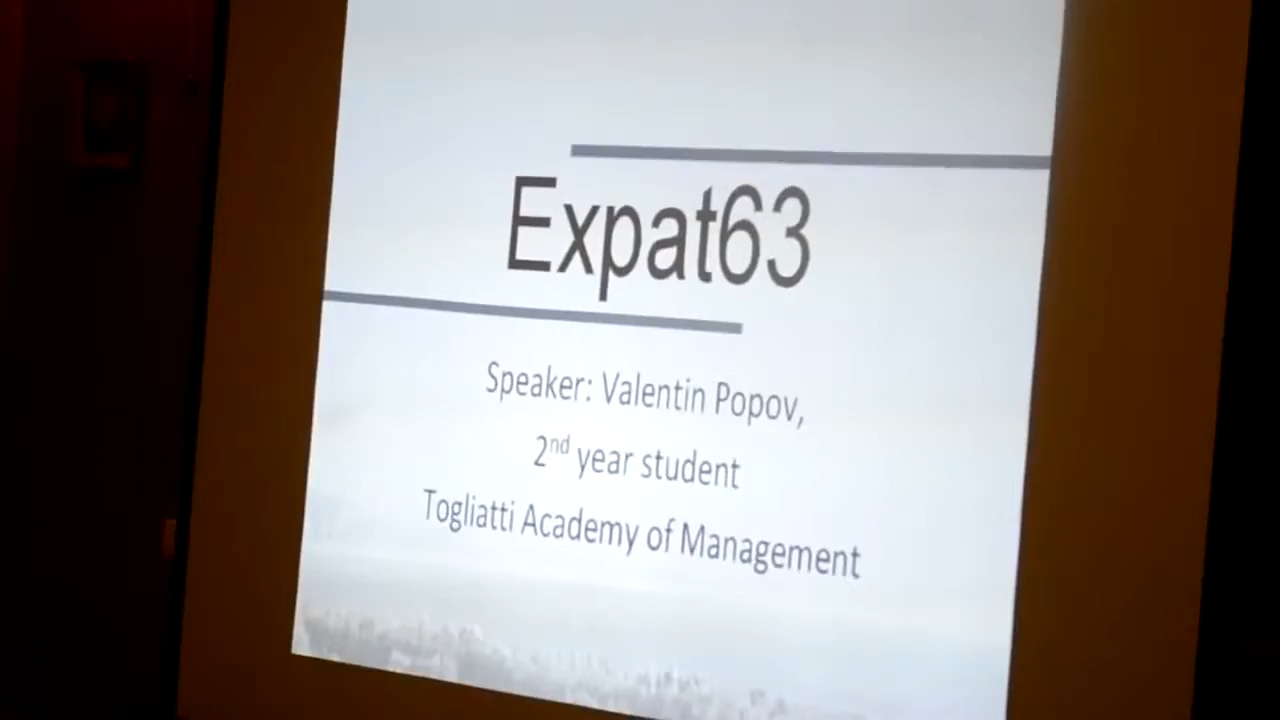 Expat63
Speaker: Valentin Popov,
2nd year student
Togliatti Academy of Management